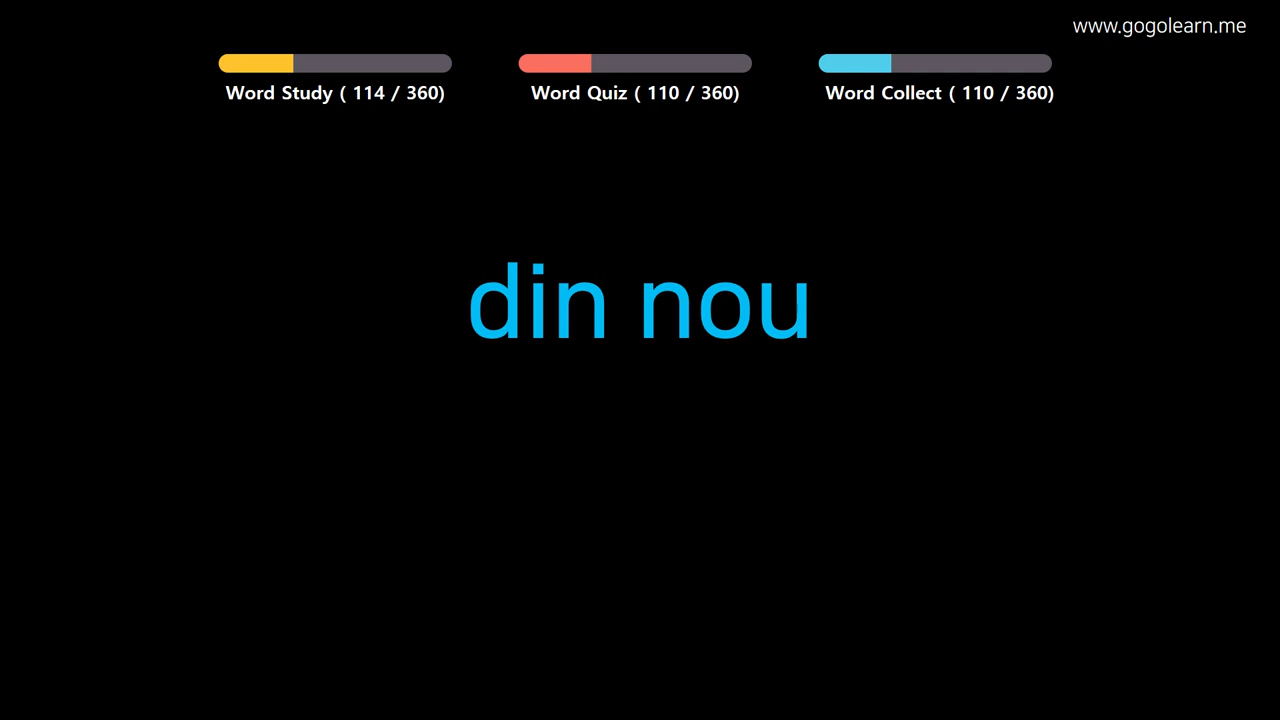 www.gogolearn.me
Word Study ( 114 / 360)
Word Quiz ( 110 / 360)
Word Collect ( 110 / 360)
din nou